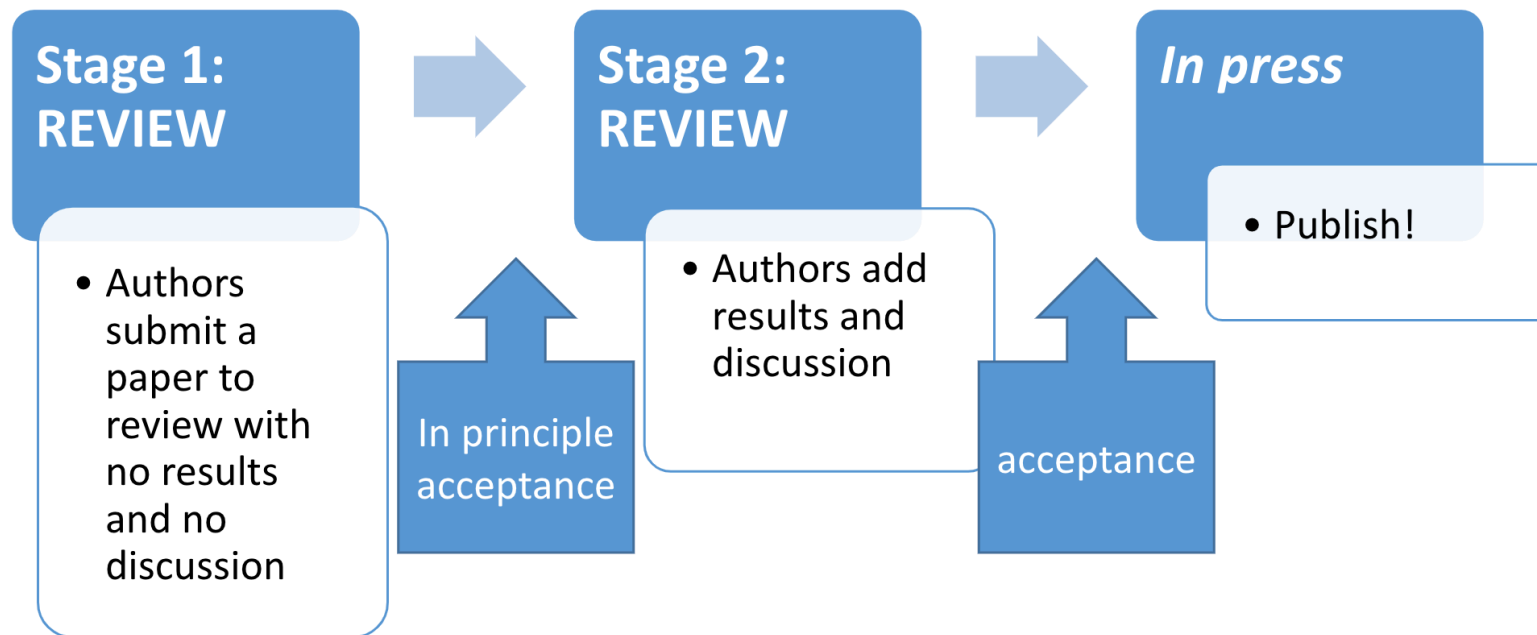 Stage 1:
REVIEW
• Authors
submit a
paper to
review with
no results
and no
discussion
In principle
acceptance
Stage 2:
REVIEW
• Authors add
results and
discussion
acceptance
In press
• Publish!